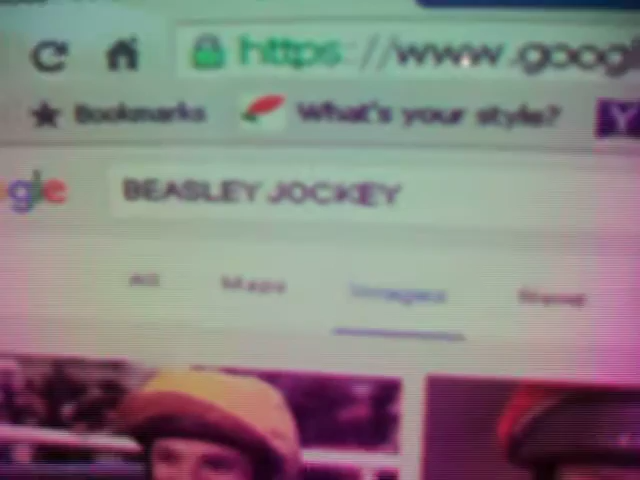 https://www.googl
Bookmarks What's your style? Y
gle BEASLEY JOCKEY
All Maps Images News